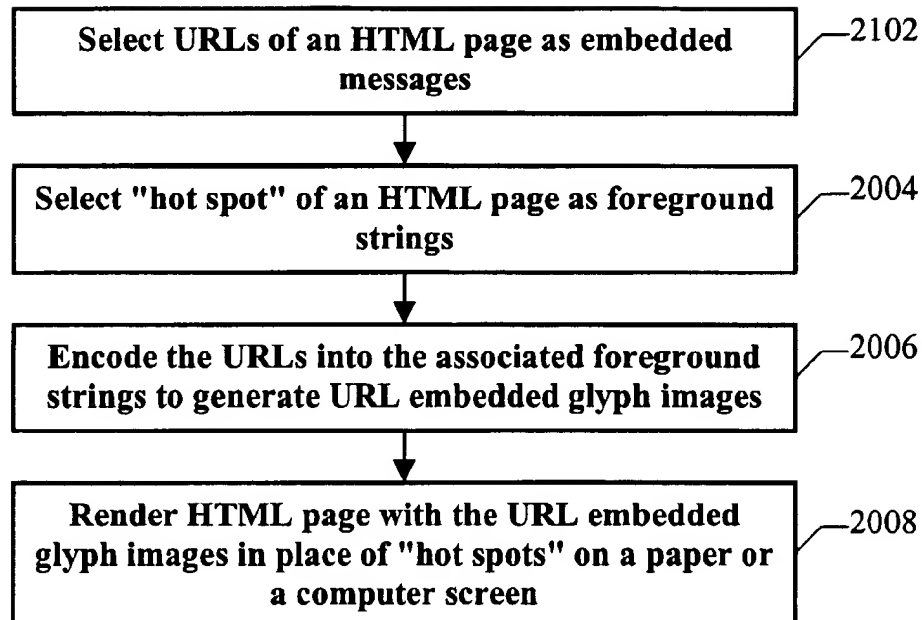 Select URLs of an HTML page as embedded
messages
2102
Select "hot spot" of an HTML page as foreground
strings
2004
Encode the URLs into the associated foreground
strings to generate URL embedded glyph images
2006
Render HTML page with the URL embedded
glyph images in place of "hot spots" on a paper or
a computer screen
2008